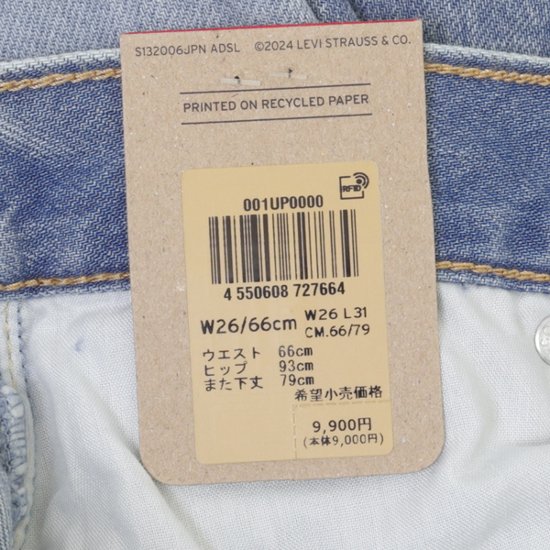 S132006JPN ADSL ©2024 LEVI STRAUSS & CO.
PRINTED ON RECYCLED PAPER
RFID
001UP0000
4 550608 727664
W26/66cm
W26 L31
CM.66/79
ウエスト 66cm
ヒップ 93cm
また下丈 79cm
希望小売価格
9,900円
(本体9,000円)